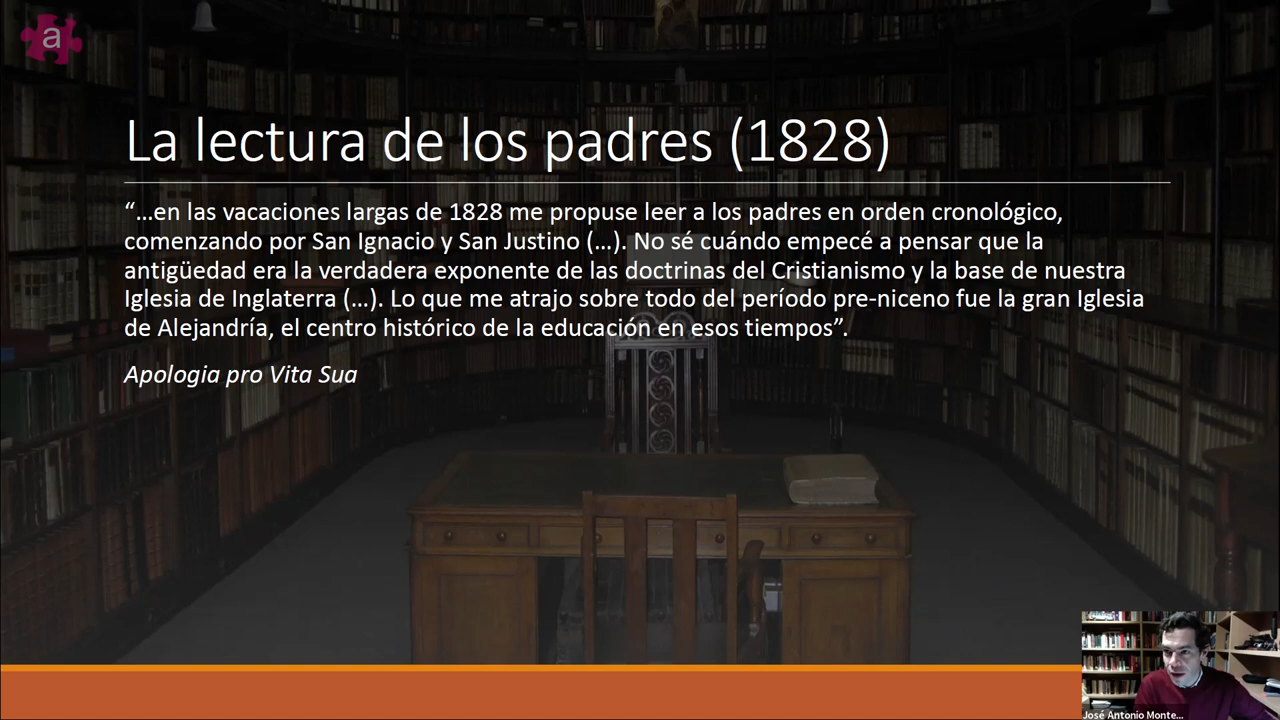 a
La lectura de los padres (1828)
“…en las vacaciones largas de 1828 me propuse leer a los padres en orden cronológico,
comenzando por San Ignacio y San Justino (…). No sé cuándo empecé a pensar que la
antigüedad era la verdadera exponente de las doctrinas del Cristianismo y la base de nuestra
Iglesia de Inglaterra (…). Lo que me atrajo sobre todo del período pre-niceno fue la gran Iglesia
de Alejandría, el centro histórico de la educación en esos tiempos”.
Apologia pro Vita Sua
José Antonio Monte...